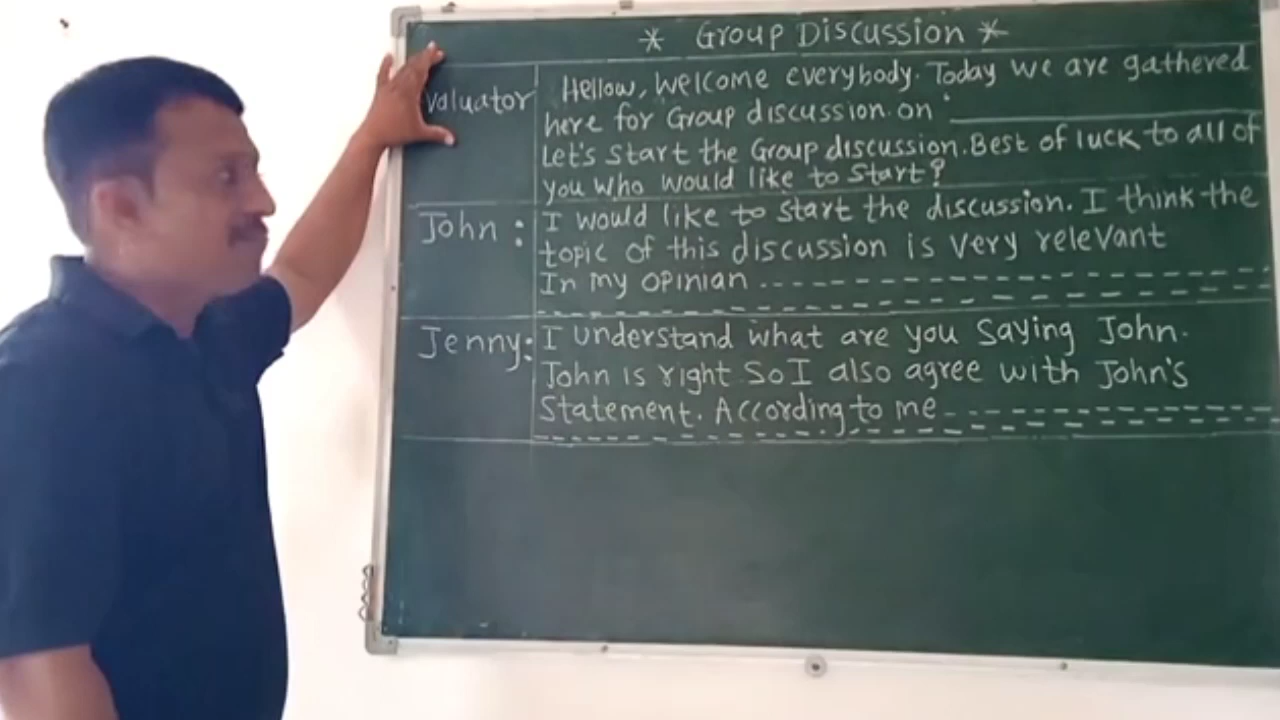 * Group Discussion *
valuator
Hellow, Welcome everybody. Today we are gathered
here for Group discussion. on '
Let's start the Group discussion. Best of luck to all of
you who would like to start?
John :
I would like to start the discussion. I think the
topic of this discussion is very relevant
In my opinian
Jenny:
I understand what are you saying John.
John is right So I also agree with John's
Statement. According to me